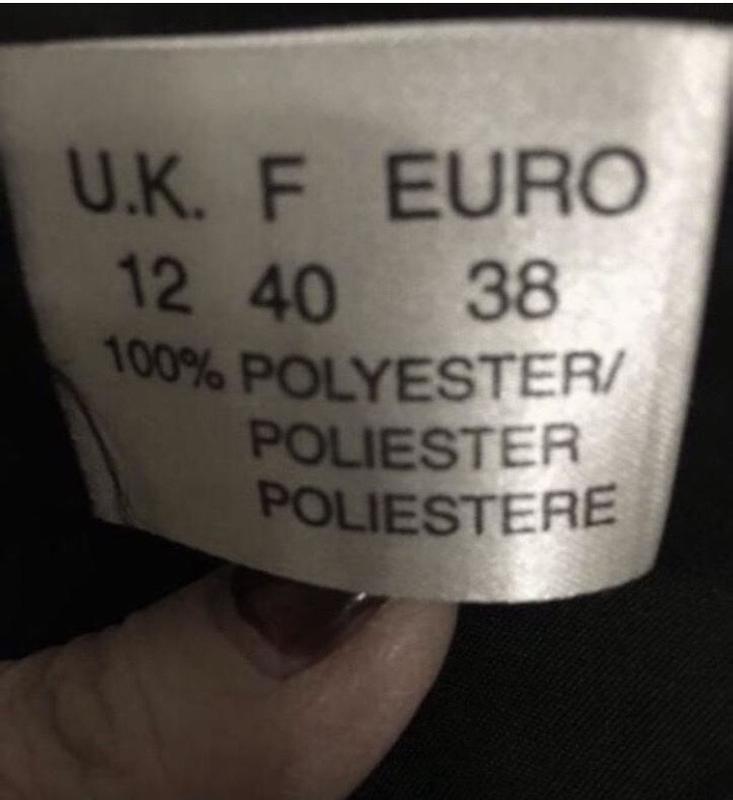 U.K. F EURO
12 40 38
100% POLYESTER/
POLIESTER
POLIESTERE